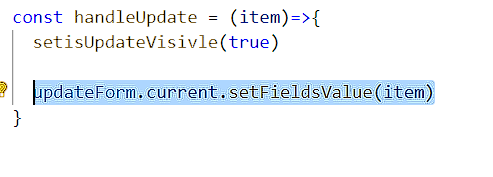 const handleUpdate = (item)=>{
setisUpdateVisivle(true)
updateForm.current.setFieldsValue(item)
}